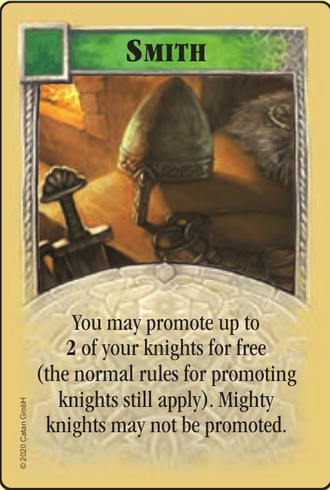 SMITH
You may promote up to
2 of your knights for free
(the normal rules for promoting
knights still apply). Mighty
knights may not be promoted.
© 2020 Catan GmbH